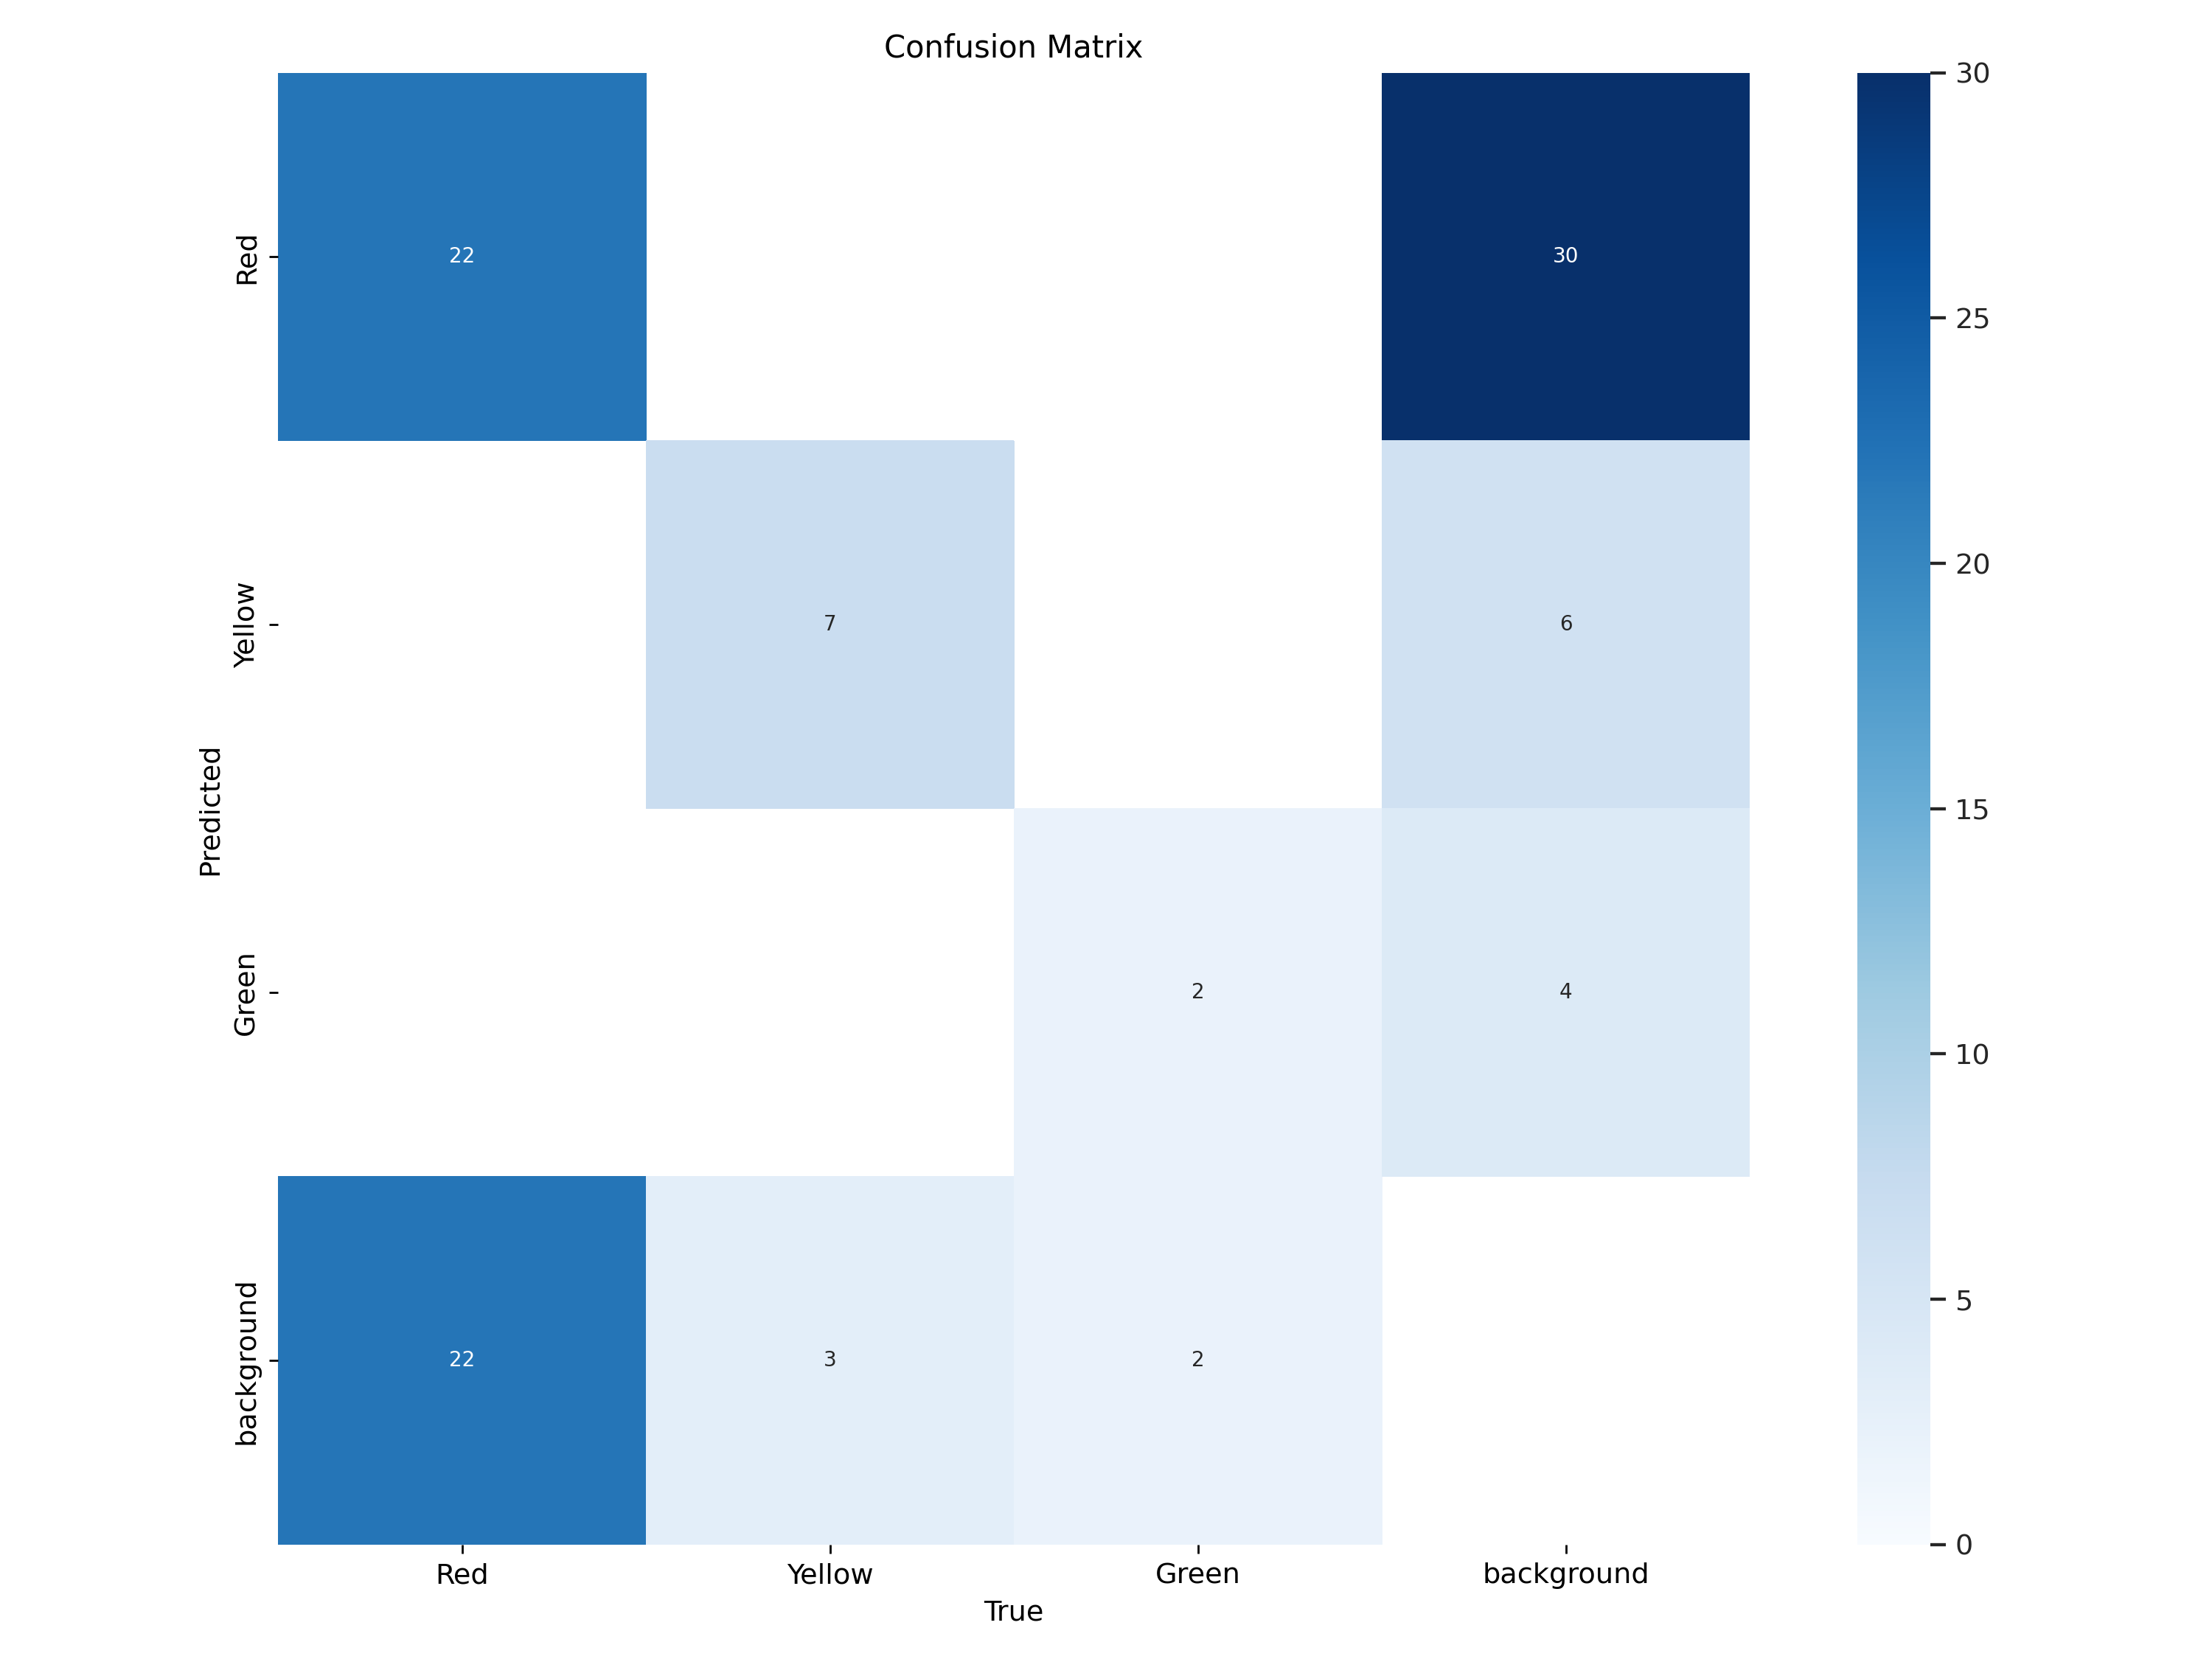 Confusion Matrix
Red
22
30
Yellow
7
6
Green
2
4
background
22
3
2
Predicted
Red
Yellow
Green
background
True
30
25
20
15
10
5
0